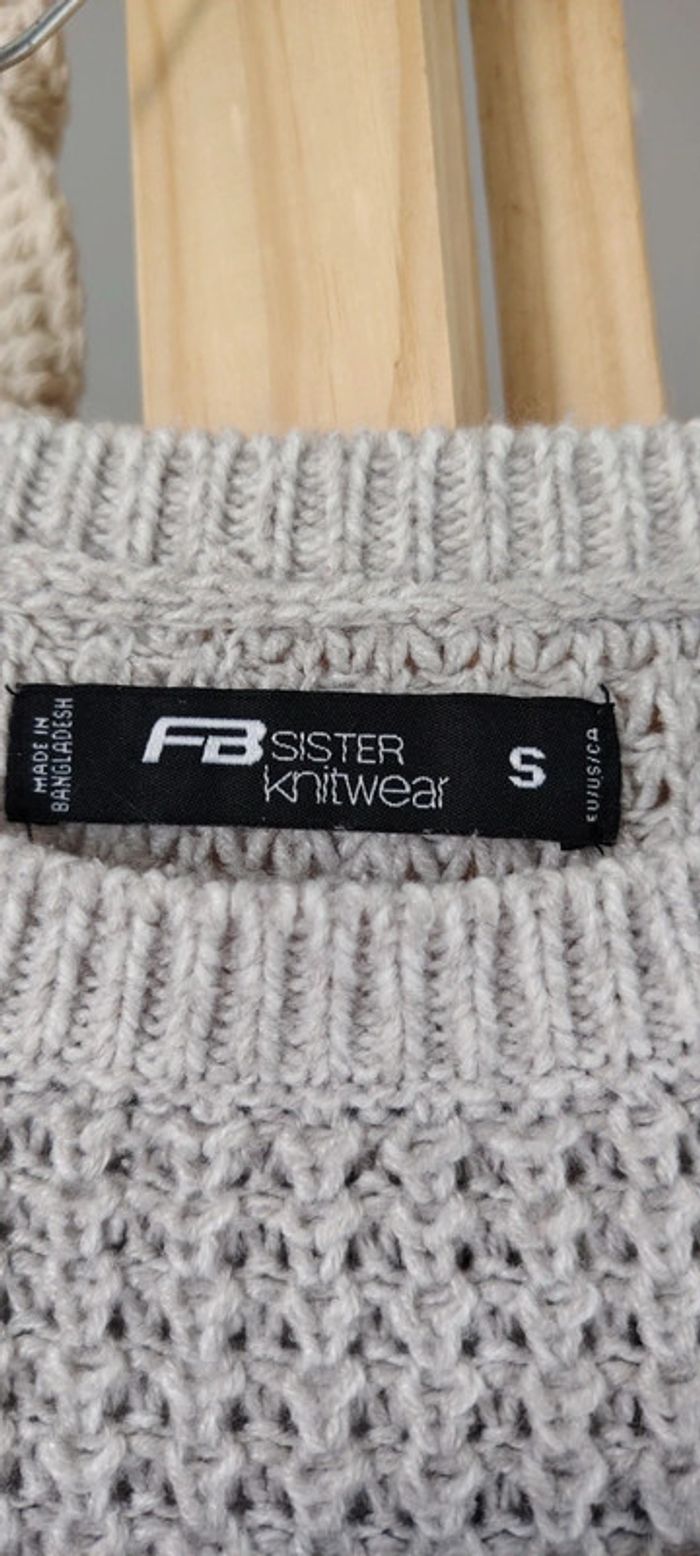 MADE IN
BANGLADESH
FB SISTER
knitwear
S
EU/US/CA